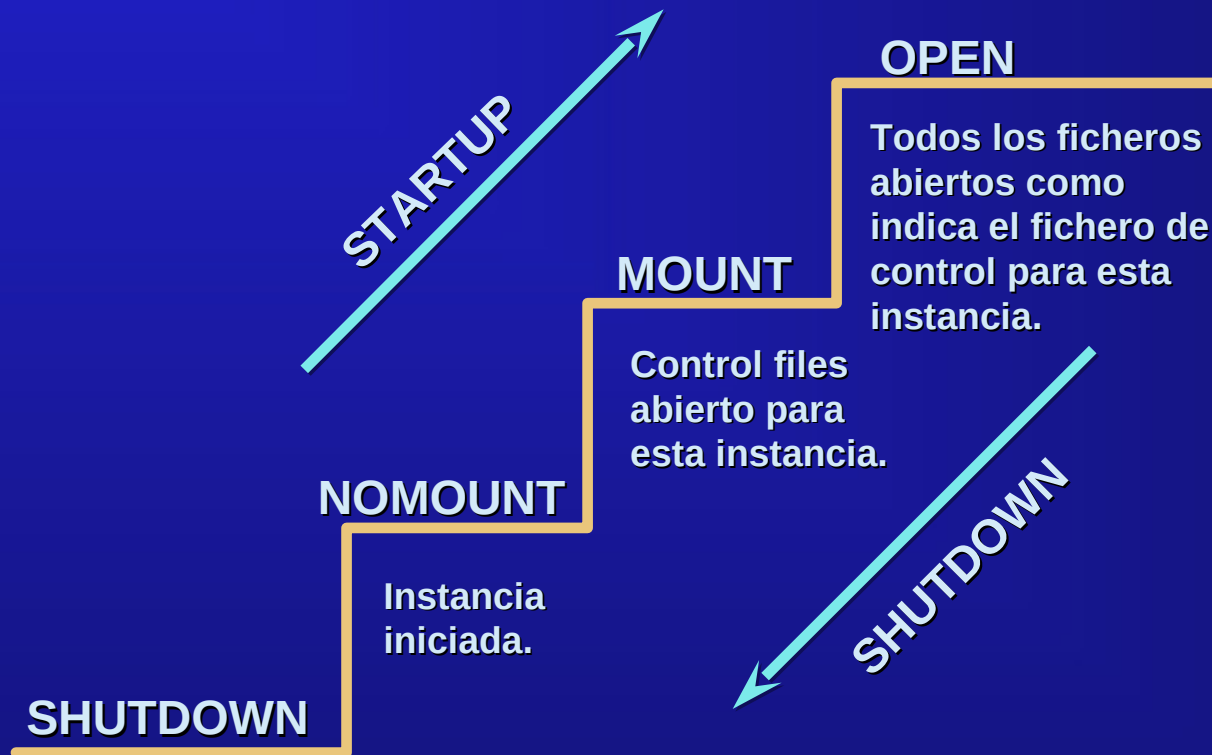 OPEN
STARTUP
Todos los ficheros
abiertos como
indica el fichero de
control para esta
instancia.
MOUNT
Control files
abierto para
esta instancia.
NOMOUNT
SHUTDOWN
Instancia
iniciada.
SHUTDOWN